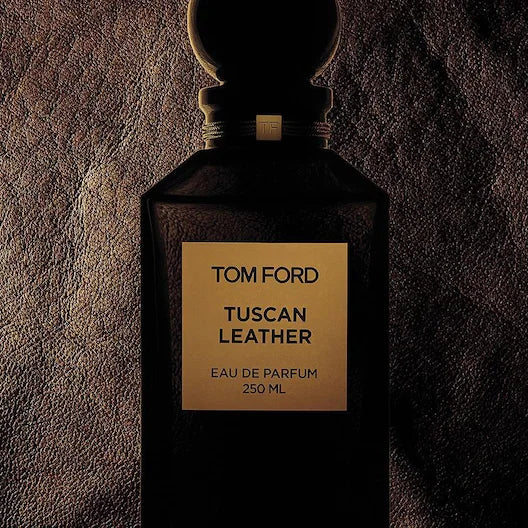 TF
TOM FORD
TUSCAN
LEATHER
EAU DE PARFUM
250 ML